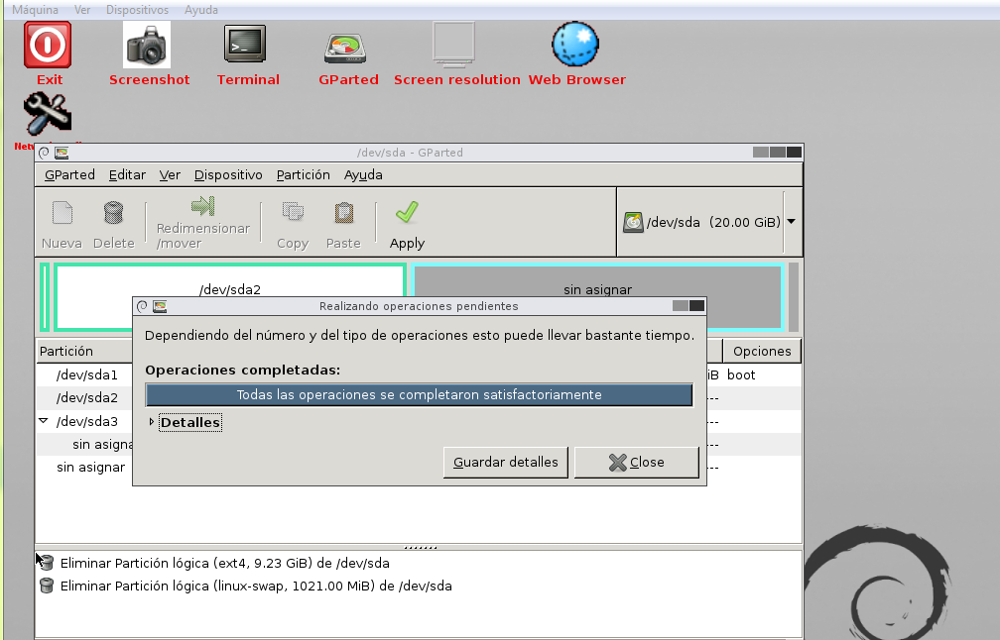 Máquina Ver Dispositivos Ayuda
Exit Screenshot Terminal GParted Screen resolution Web Browser
/dev/sda - GParted
GParted Editar Ver Dispositivo Partición Ayuda
Nueva Delete Redimensionar /mover Copy Paste Apply /dev/sda (20.00 GiB)
/dev/sda2 sin asignar
Realizando operaciones pendientes
Dependiendo del número y del tipo de operaciones esto puede llevar bastante tiempo.
Partición Opciones
Operaciones completadas:
/dev/sda1 iB boot
Todas las operaciones se completaron satisfactoriamente
/dev/sda2 ---
/dev/sda3 ---
Detalles
sin asigna ---
Guardar detalles Close
sin asignar ---
Eliminar Partición lógica (ext4, 9.23 GiB) de /dev/sda
Eliminar Partición lógica (linux-swap, 1021.00 MiB) de /dev/sda